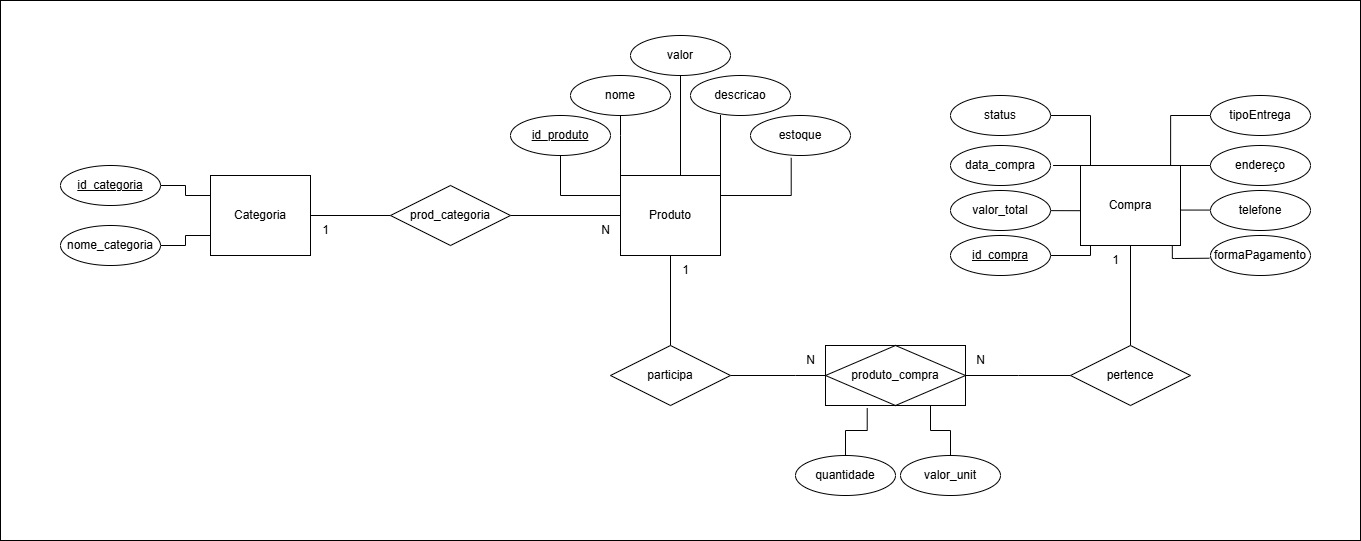 valor
nome
descricao
id_produto
estoque
status
tipoEntrega
data_compra
endereço
id_categoria
Categoria
prod_categoria
Produto
Compra
valor_total
telefone
nome_categoria
1
N
id_compra
formaPagamento
1
1
participa
N
produto_compra
N
pertence
quantidade
valor_unit